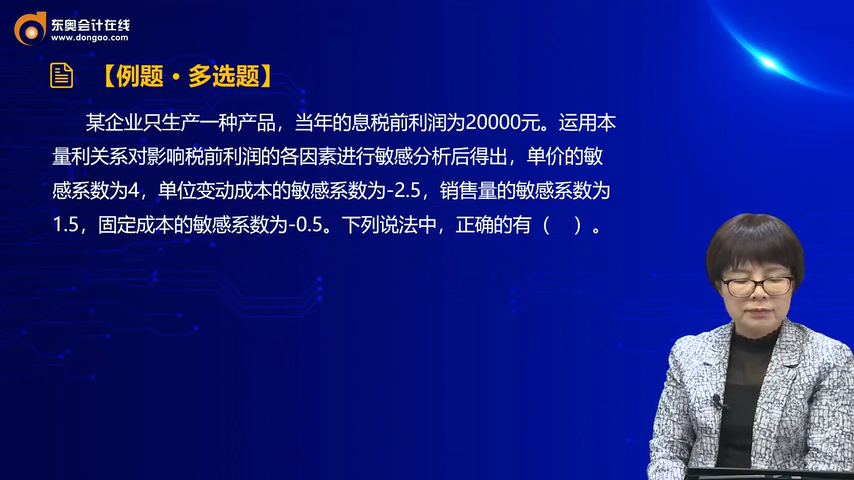 东奥会计在线
www.dongao.com
【例题·多选题】
某企业只生产一种产品，当年的息税前利润为20000元。运用本
量利关系对影响税前利润的各因素进行敏感分析后得出，单价的敏
感系数为4，单位变动成本的敏感系数为-2.5，销售量的敏感系数为
1.5，固定成本的敏感系数为-0.5。下列说法中，正确的有（　）。